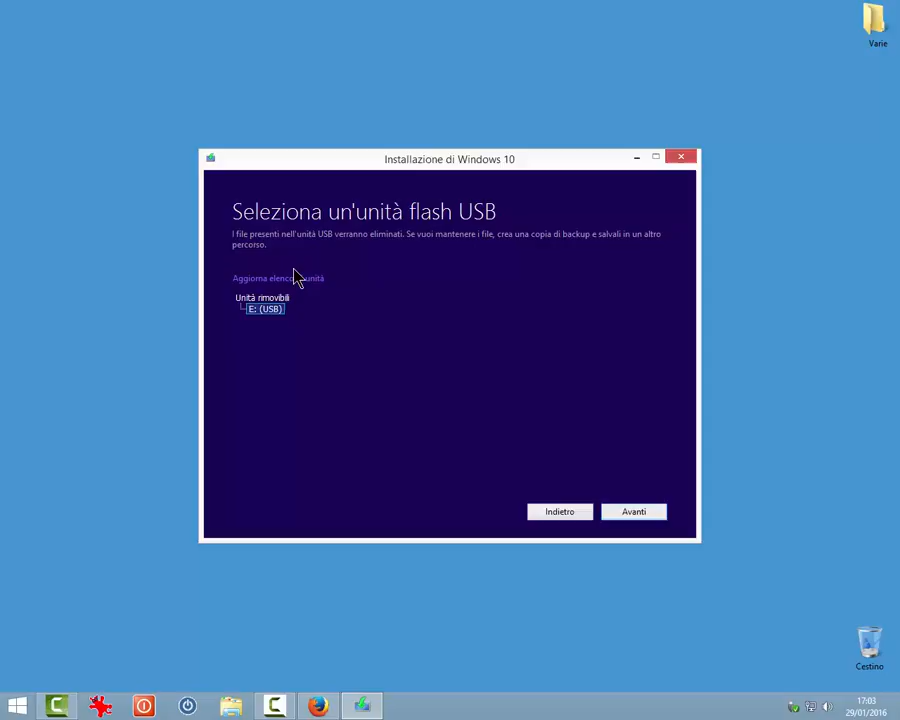 Varie
Installazione di Windows 10
Seleziona un'unità flash USB
I file presenti nell'unità USB verranno eliminati. Se vuoi mantenere i file, crea una copia di backup e salvali in un altro
percorso.
Aggiorna elenco unità
Unità rimovibili
E: (USB)
Indietro
Avanti
Cestino
17:03
29/01/2016